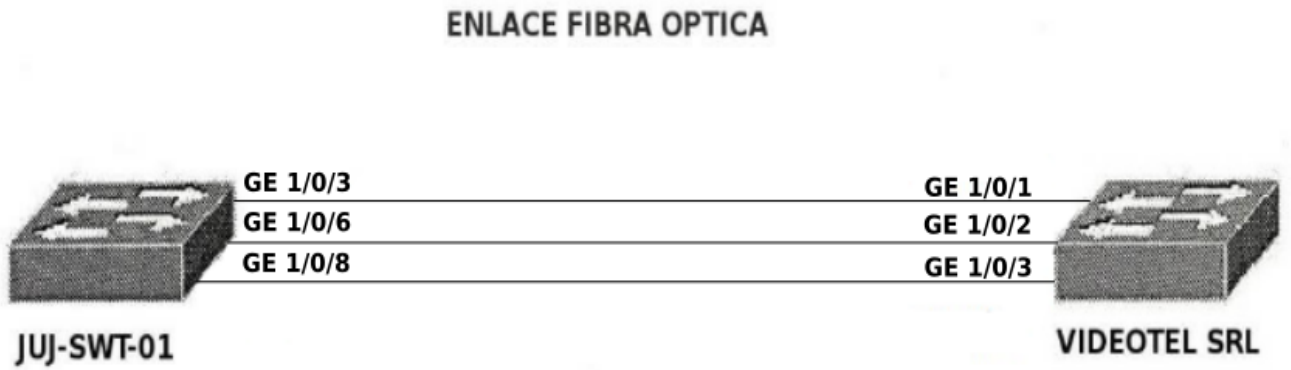 ENLACE FIBRA OPTICA
GE 1/0/3
GE 1/0/1
GE 1/0/6
GE 1/0/2
GE 1/0/8
GE 1/0/3
JUJ-SWT-01
VIDEOTEL SRL